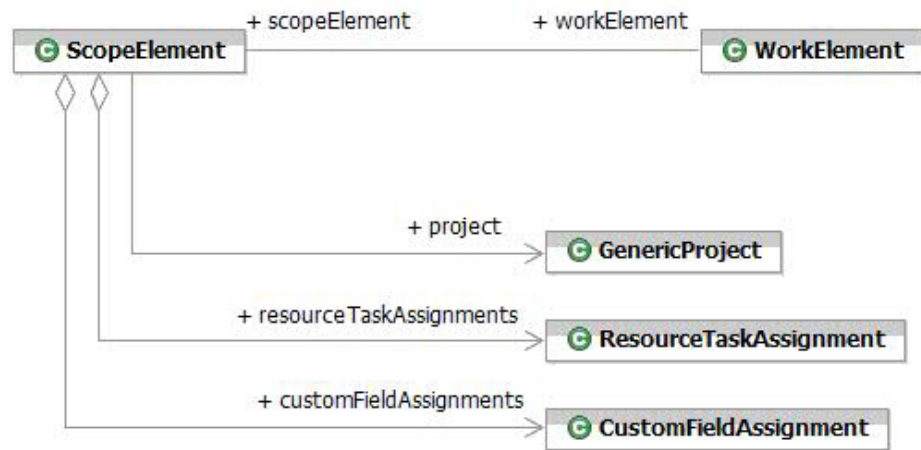 + scopeElement + workElement
C ScopeElement C WorkElement
+ project
C GenericProject
+ resourceTaskAssignments
C ResourceTaskAssignment
+ customFieldAssignments
C CustomFieldAssignment